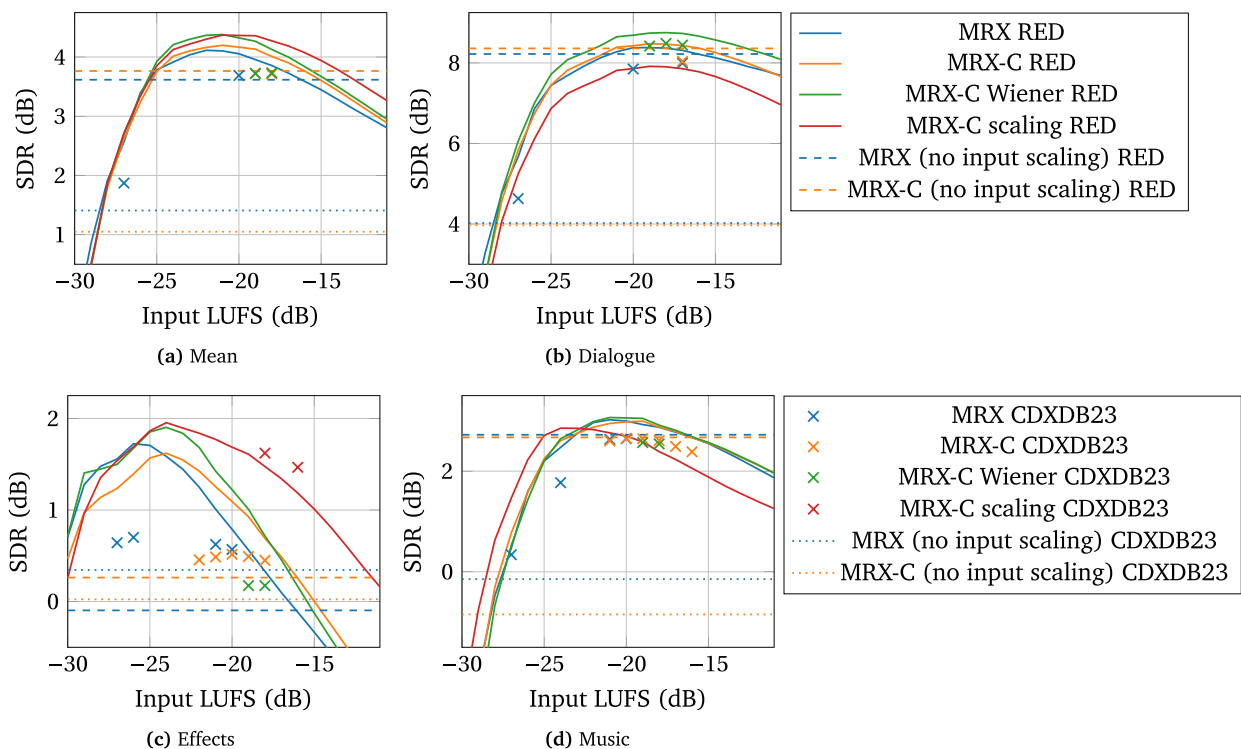 SDR (dB)
4
3
2
1
−30
−25
−20
−15
Input LUFS (dB)
(a) Mean
SDR (dB)
8
6
4
−30
−25
−20
−15
Input LUFS (dB)
(b) Dialogue
MRX RED
MRX-C RED
MRX-C Wiener RED
MRX-C scaling RED
MRX (no input scaling) RED
MRX-C (no input scaling) RED
SDR (dB)
2
1
0
−30
−25
−20
−15
Input LUFS (dB)
(c) Effects
SDR (dB)
2
0
−30
−25
−20
−15
Input LUFS (dB)
(d) Music
MRX CDXDB23
MRX-C CDXDB23
MRX-C Wiener CDXDB23
MRX-C scaling CDXDB23
MRX (no input scaling) CDXDB23
MRX-C (no input scaling) CDXDB23